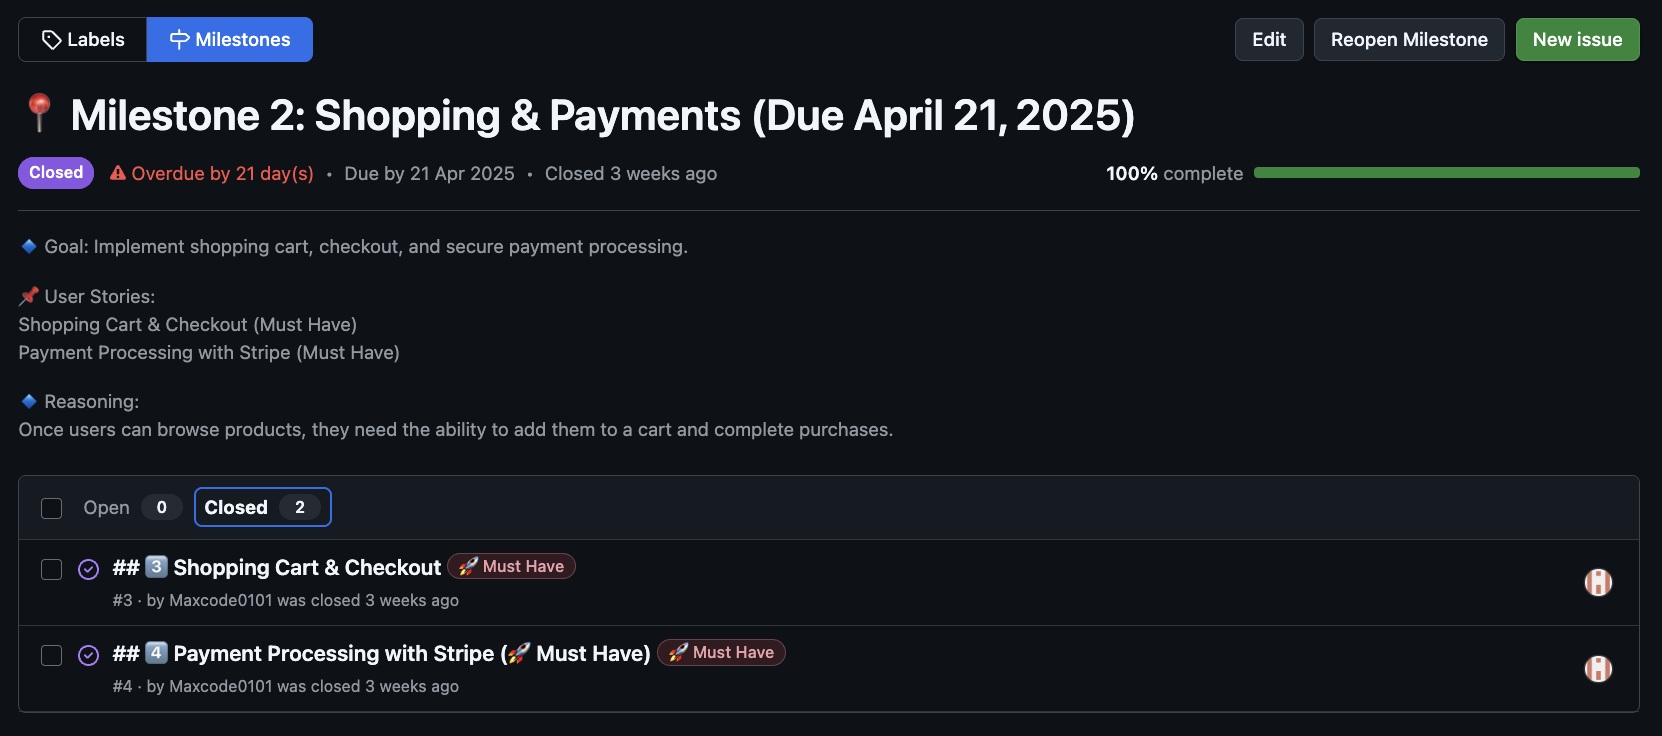 Labels Milestones Edit Reopen Milestone New issue
📍 Milestone 2: Shopping & Payments (Due April 21, 2025)
Closed Overdue by 21 day(s) • Due by 21 Apr 2025 • Closed 3 weeks ago 100% complete
🔹 Goal: Implement shopping cart, checkout, and secure payment processing.
📌 User Stories:
Shopping Cart & Checkout (Must Have)
Payment Processing with Stripe (Must Have)
🔹 Reasoning:
Once users can browse products, they need the ability to add them to a cart and complete purchases.
Open 0 Closed 2
## 3️⃣ Shopping Cart & Checkout 🚀 Must Have
#3 · by Maxcode0101 was closed 3 weeks ago
## 4️⃣ Payment Processing with Stripe (🚀 Must Have) 🚀 Must Have
#4 · by Maxcode0101 was closed 3 weeks ago